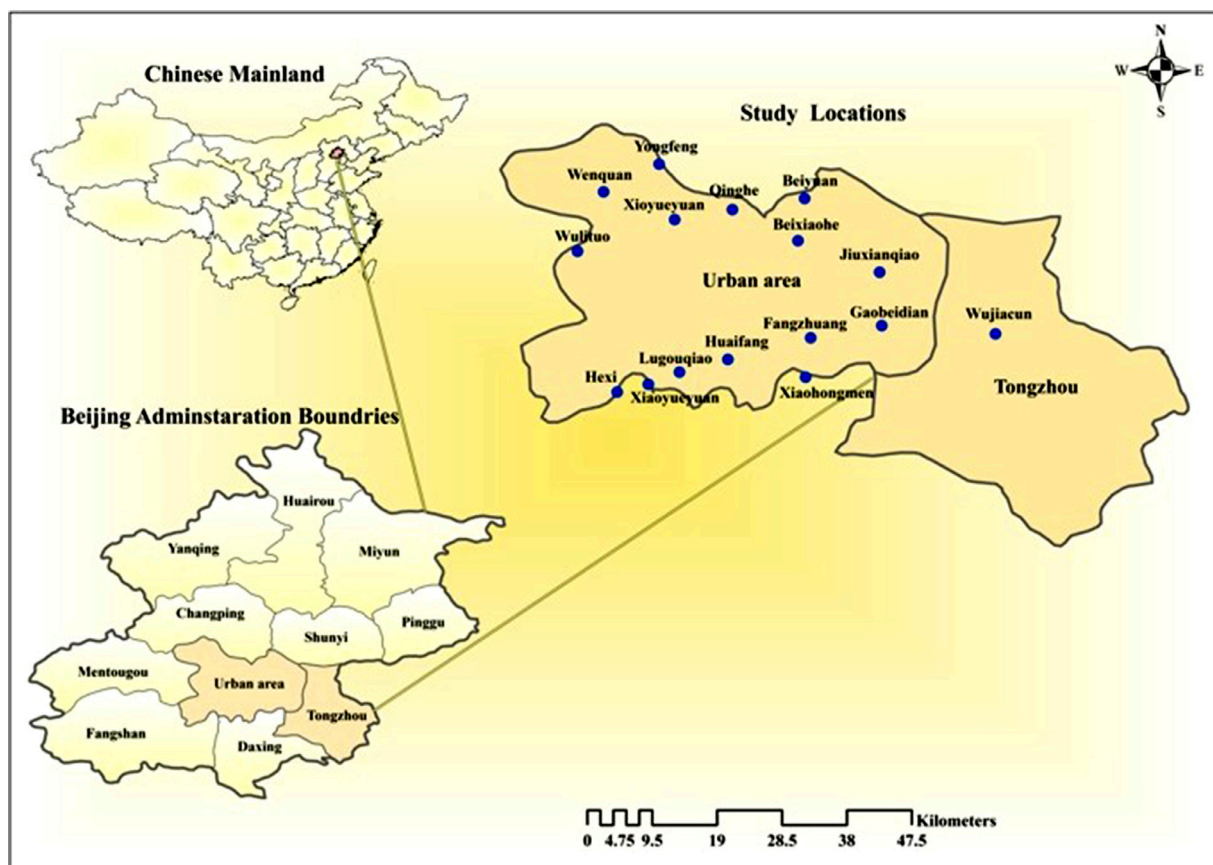 N
W E
S
Chinese Mainland
Study Locations
Yongfeng
Wenquan
Qinghe
Beiyuan
Xioyueyuan
Beixiaohe
Wulituo
Jiuxianqiao
Urban area
Gaobeidian
Wujiacun
Fangzhuang
Huaifang
Lugouqiao
Hexi
Xiaoyueyuan
Xiaohongmen
Tongzhou
Beijing Adminstaration Boundries
Huairou
Yanqing
Miyun
Changping
Pinggu
Shunyi
Mentougou
Urban area
Tongzhou
Fangshan
Daxing
Kilometers
0 4.75 9.5 19 28.5 38 47.5